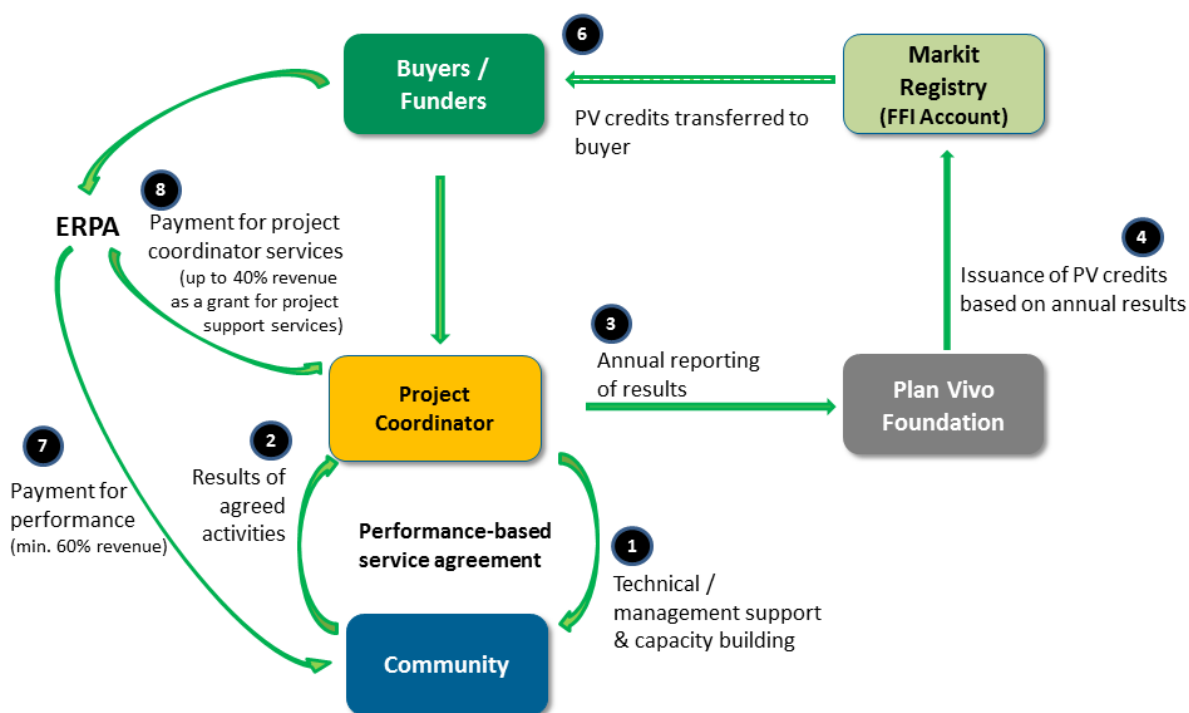 6
Buyers /
Funders
Markit
Registry
(FFI Account)
PV credits transferred to
buyer
8
ERPA
Payment for project
coordinator services
(up to 40% revenue
as a grant for project
support services)
4
Issuance of PV credits
based on annual results
3
Annual reporting
of results
Project
Coordinator
Plan Vivo
Foundation
7
Payment for
performance
(min. 60% revenue)
2
Results of
agreed
activities
Performance-based
service agreement
1
Technical /
management support
& capacity building
Community